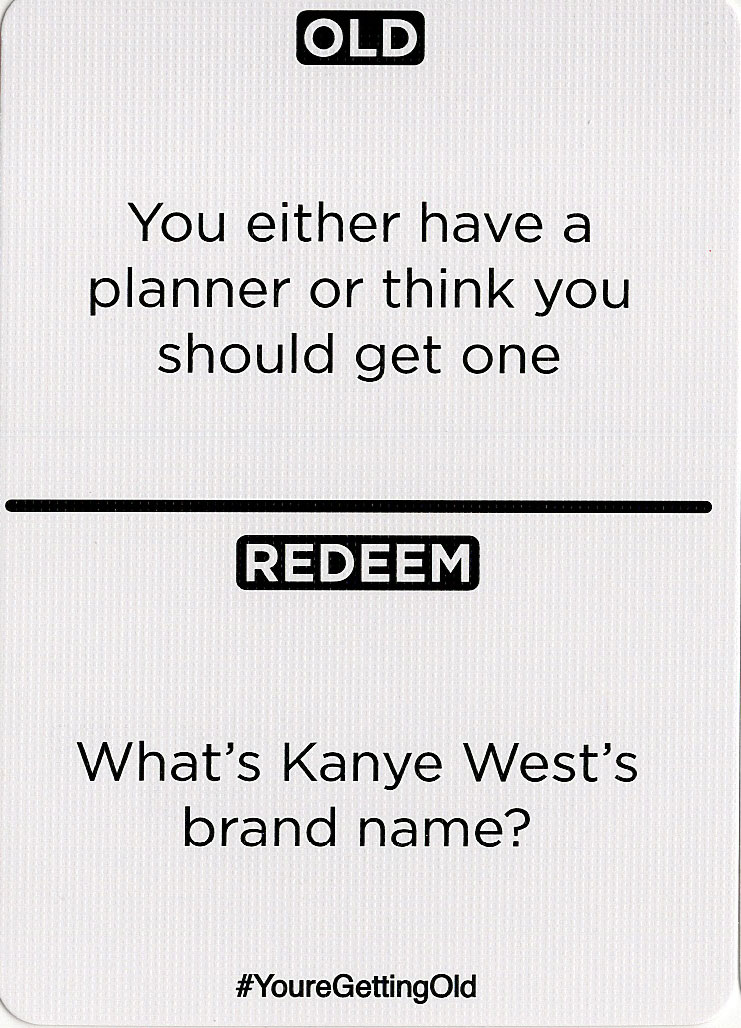 OLD
You either have a
planner or think you
should get one
REDEEM
What's Kanye West's
brand name?
#YoureGettingOld